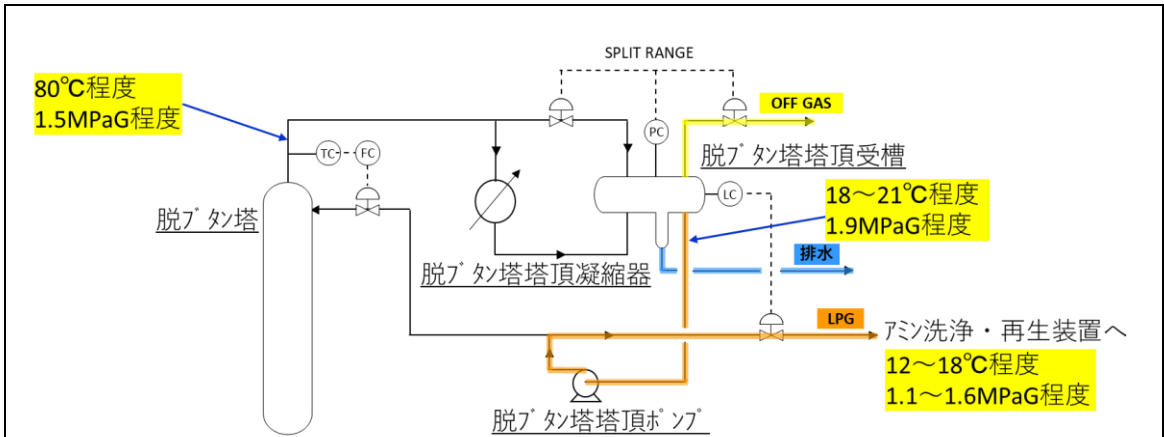 SPLIT RANGE
80℃程度
1.5MPaG程度
OFF GAS
PC
TC
FC
脱ブタン塔塔頂受槽
LC
18~21℃程度
1.9MPaG程度
脱ブタン塔
脱ブタン塔塔頂凝縮器
排水
LPG
アミン洗浄・再生装置へ
12~18℃程度
1.1~1.6MPaG程度
脱ブタン塔塔頂ポンプ